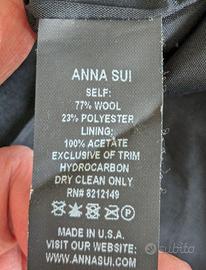 ANNA SUI
SELF:
77% WOOL
23% POLYESTER
LINING:
100% ACETATE
EXCLUSIVE OF TRIM
HYDROCARBON
DRY CLEAN ONLY
RN# 8212149
MADE IN U.S.A.
VISIT OUR WEBSITE:
WWW.ANNASUI.COM
subito